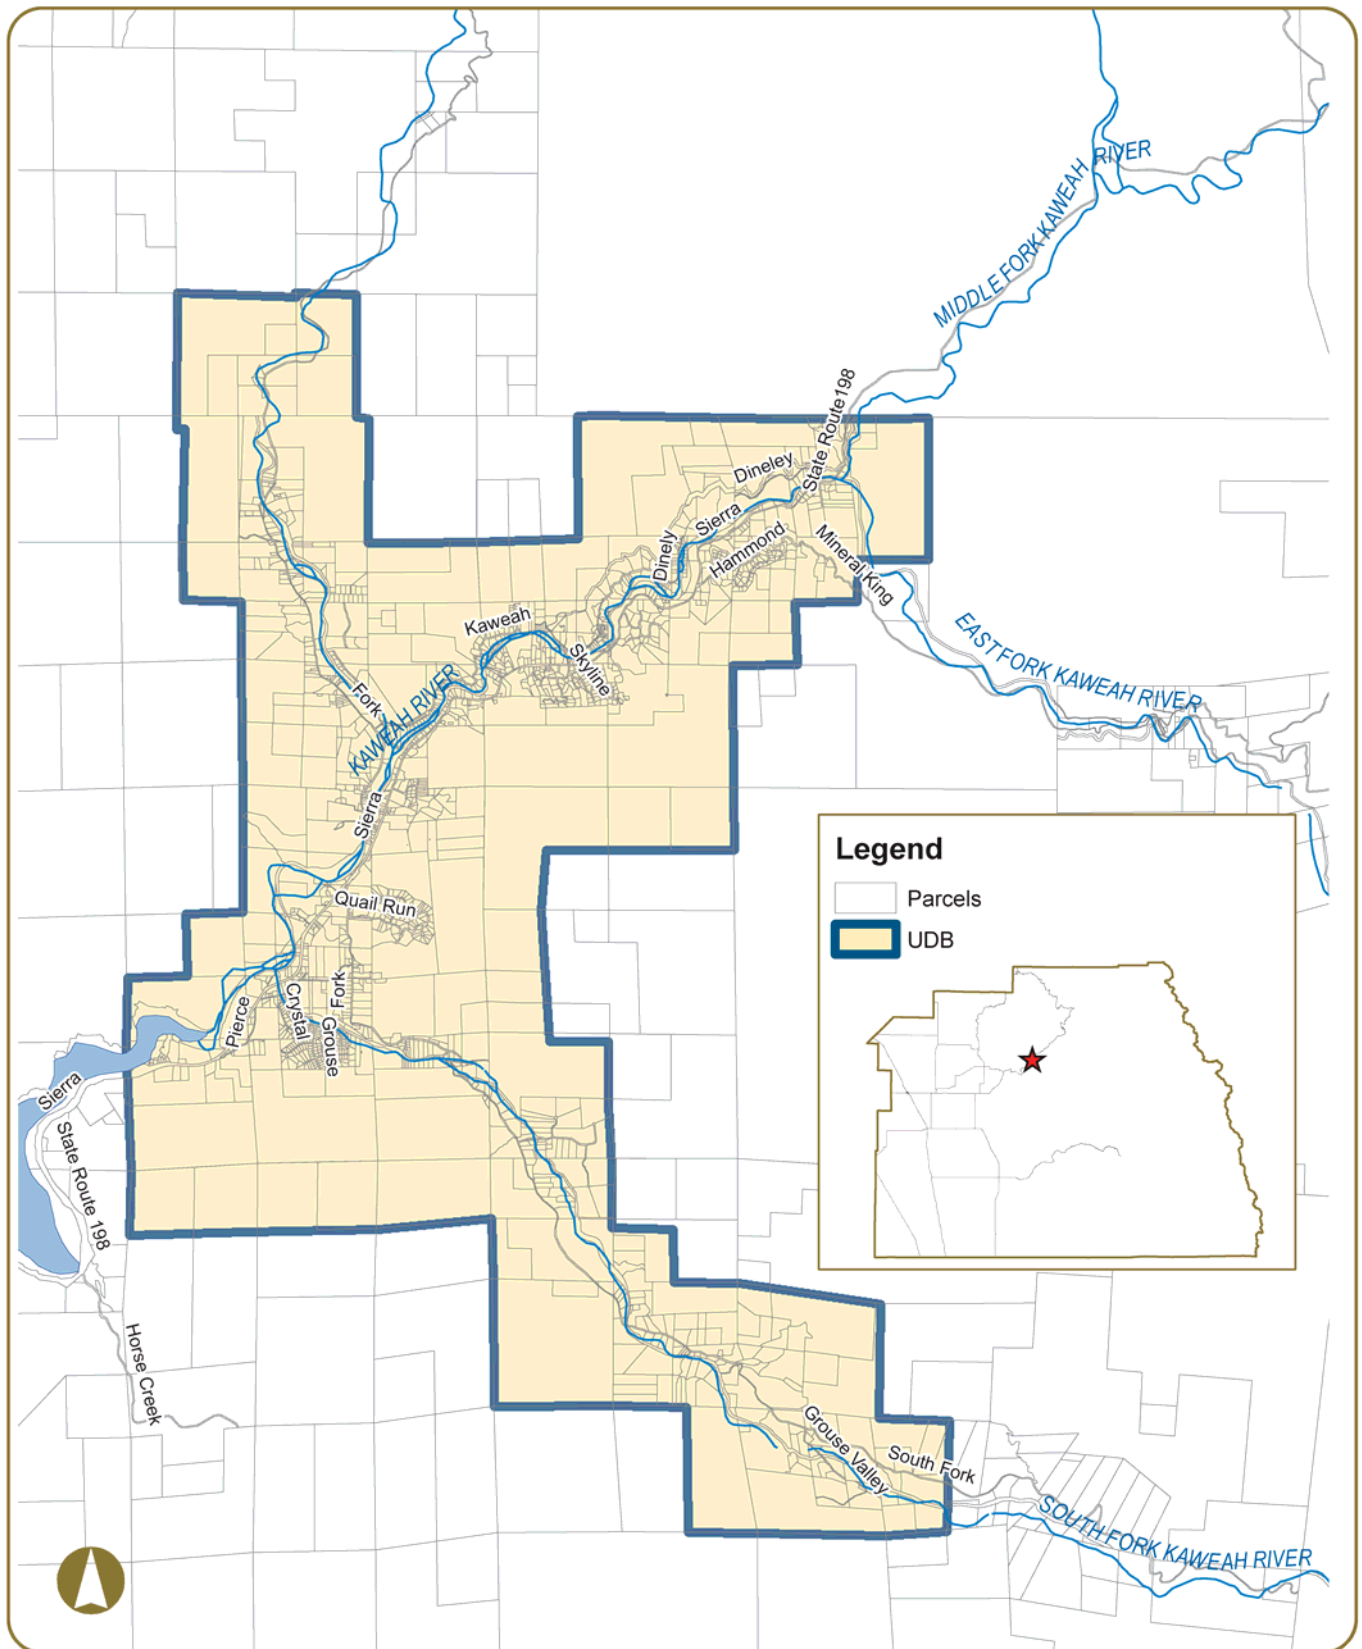 MIDDLE FORK KAWEAH RIVER
State Route 198
Dineley
Sierra
Dinely
Hammond
Mineral King
Kaweah
Skyline
EAST FORK KAWEAH RIVER
Fork
KAWEAH RIVER
Sierra
Quail Run
Fork
Crystal
Pierce
Grouse
Sierra
State Route 198
Horse Creek
Legend
Parcels
UDB
Grouse Valley
South Fork
SOUTH FORK KAWEAH RIVER